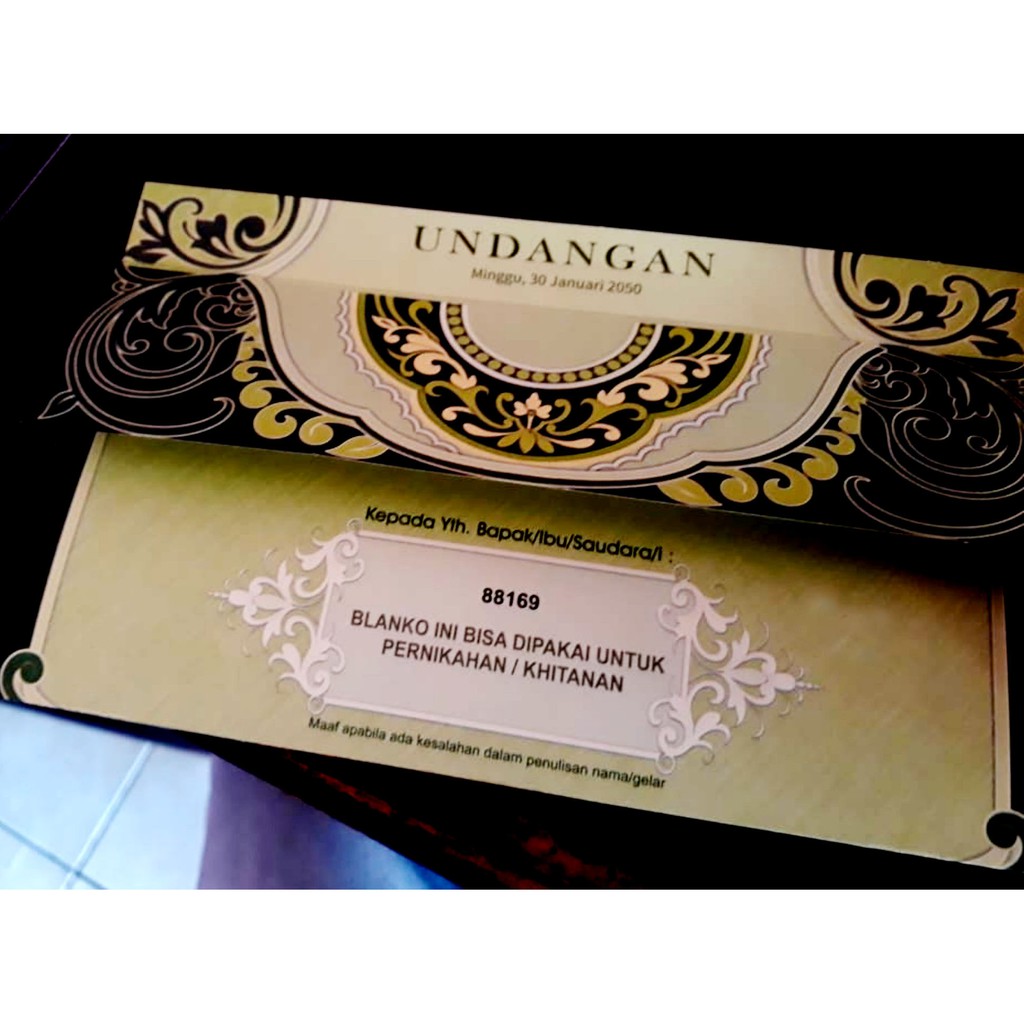 UNDANGAN
Minggu, 30 Januari 2050
Kepada Yth. Bapak/Ibu/Saudara/i :
88169
BLANKO INI BISA DIPAKAI UNTUK
PERNIKAHAN / KHITANAN
Maaf apabila ada kesalahan dalam penulisan nama/gelar